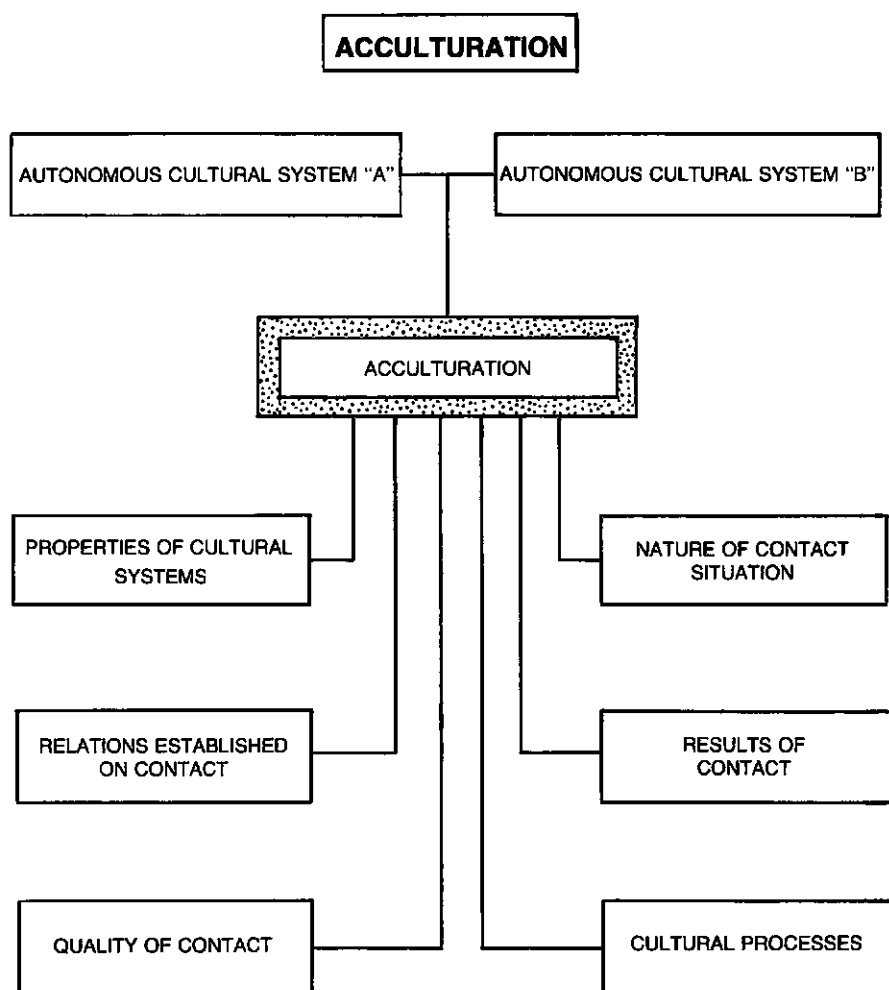 ACCULTURATION
AUTONOMOUS CULTURAL SYSTEM "A"
AUTONOMOUS CULTURAL SYSTEM "B"
ACCULTURATION
PROPERTIES OF CULTURAL
SYSTEMS
NATURE OF CONTACT
SITUATION
RELATIONS ESTABLISHED
ON CONTACT
RESULTS OF
CONTACT
QUALITY OF CONTACT
CULTURAL PROCESSES